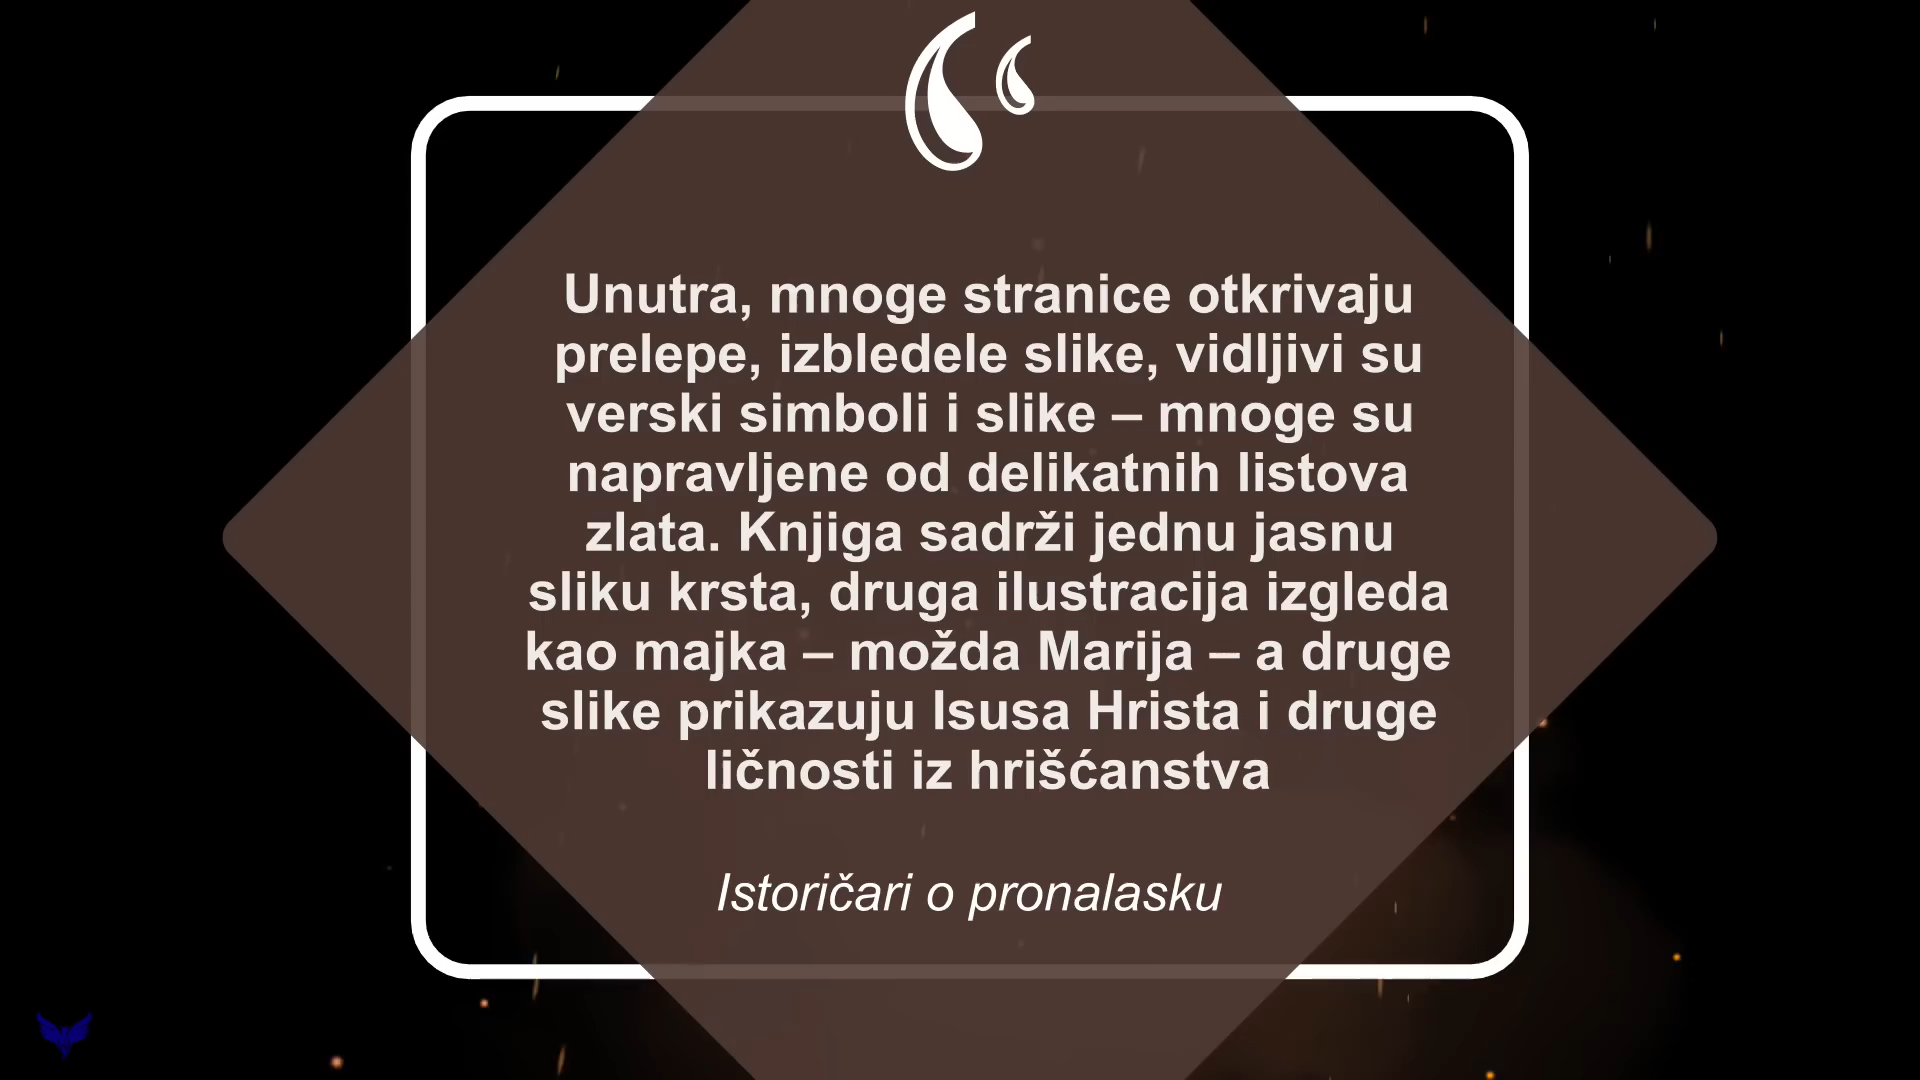 Unutra, mnoge stranice otkrivaju
prelepe, izbledele slike, vidljivi su
verski simboli i slike – mnoge su
napravljene od delikatnih listova
zlata. Knjiga sadrži jednu jasnu
sliku krsta, druga ilustracija izgleda
kao majka – možda Marija – a druge
slike prikazuju Isusa Hrista i druge
ličnosti iz hrišćanstva
Istoričari o pronalasku